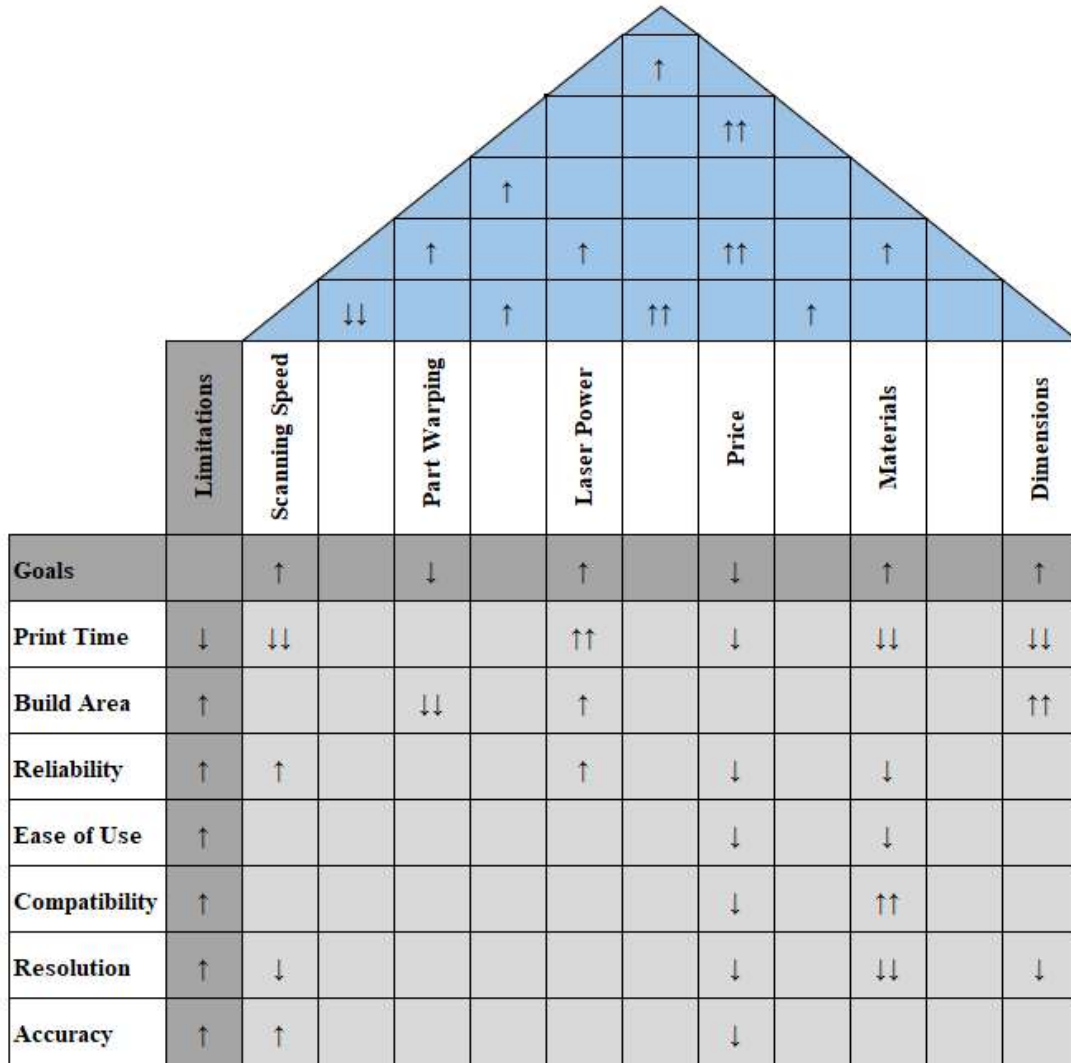 ↑
↑↑
↑
↑ ↑ ↑↑ ↑
↓↓ ↑ ↑↑ ↑
Limitations Scanning Speed Part Warping Laser Power Price Materials Dimensions
Goals ↑ ↓ ↑ ↓ ↑ ↑
Print Time ↓ ↓↓ ↑↑ ↓ ↓↓ ↓↓
Build Area ↑ ↓↓ ↑ ↑↑
Reliability ↑ ↑ ↑ ↓ ↓
Ease of Use ↑ ↓ ↓
Compatibility ↑ ↓ ↑↑
Resolution ↑ ↓ ↓ ↓↓ ↓
Accuracy ↑ ↑ ↓